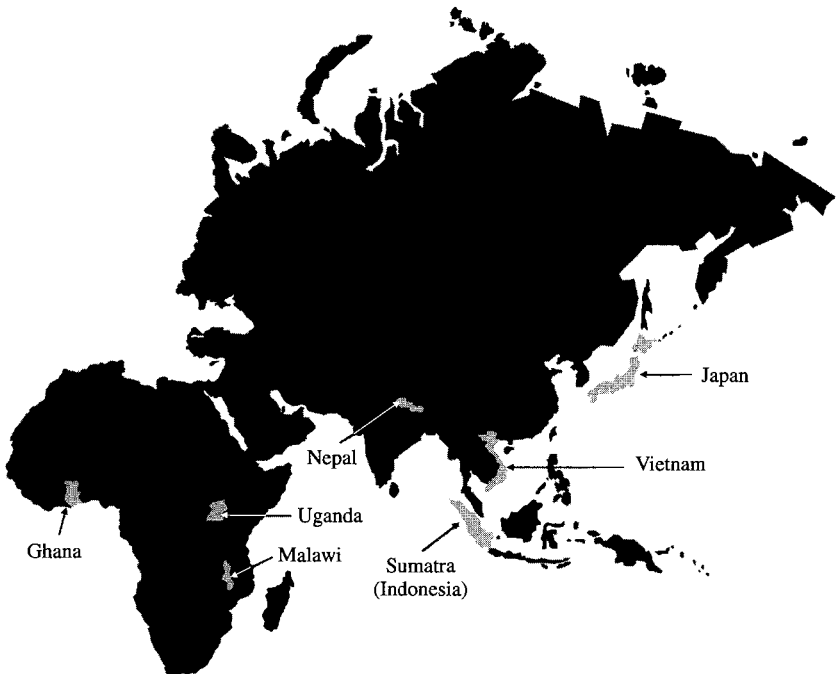 Japan
Nepal
Vietnam
Uganda
Ghana
Malawi
Sumatra
(Indonesia)